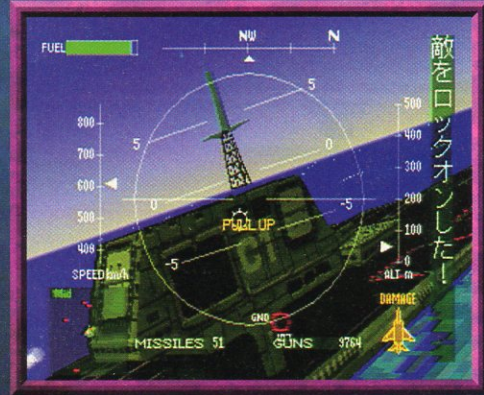 FUEL
NW N
敵をロックオンした!
5
5
0
0
-5
-5
800
700
600
500
400
SPEED km/h
500
400
300
200
100
0
ALT m
PULL UP
GND
DAMAGE
MISSILES 51 GUNS 9764